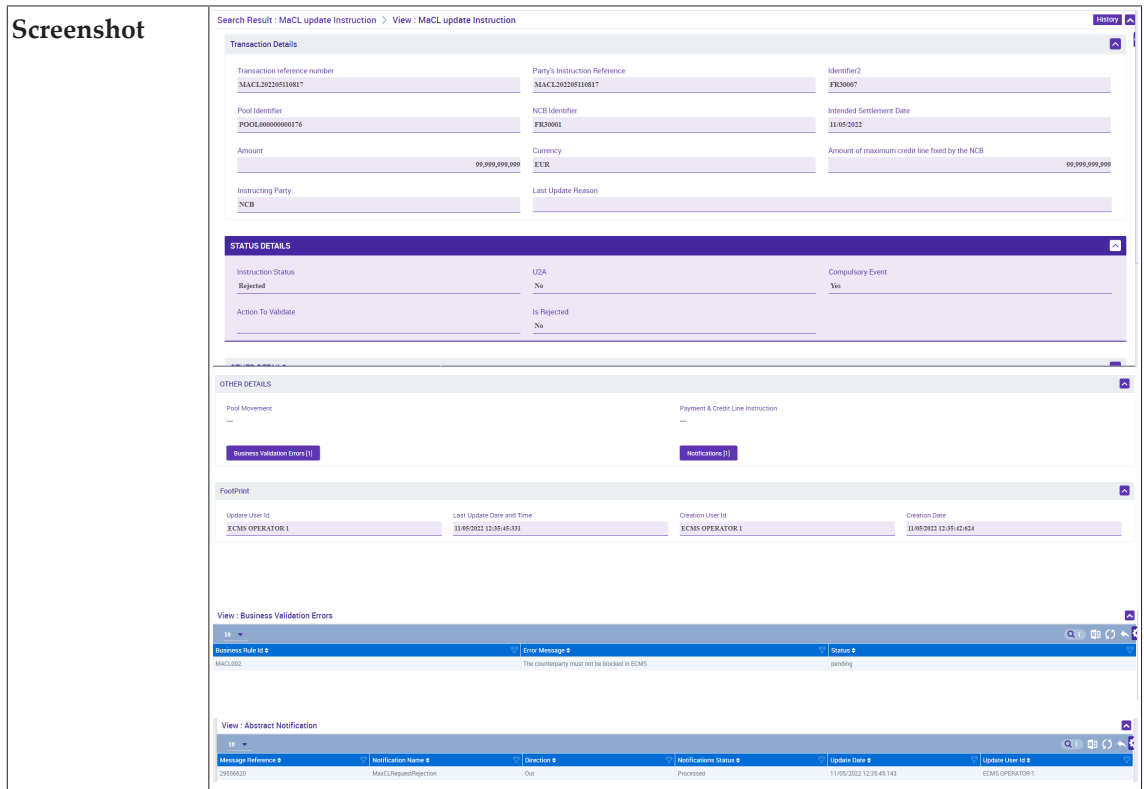 Screenshot
Search Result : MaCL update Instruction > View : MaCL update Instruction
History
Transaction Details
Transaction reference number Party's Instruction Reference Identifier2
MACL202205110817 MACL202205110817 FR30007
Pool Identifier NCB Identifier Intended Settlement Date
POOL000000000176 FR30001 11/05/2022
Amount Currency Amount of maximum credit line fixed by the NCB
99,999,999,999 EUR 99,999,999,999
Instructing Party Last Update Reason
NCB
STATUS DETAILS
Instruction Status U2A Compulsory Event
Rejected No Yes
Action To Validate Is Rejected
No
OTHER DETAILS
Pool Movement Payment & Credit Line Instruction
— —
Business Validation Errors [1] Notifications [1]
FootPrint
Update User Id Last Update Date and Time Creation User Id Creation Date
ECMS OPERATOR 1 11/05/2022 12:35:45:331 ECMS OPERATOR 1 11/05/2022 12:35:42:624
View : Business Validation Errors
10 1
Business Rule Id Error Message Status
MACL002 The counterparty must not be blocked in ECMS pending
View : Abstract Notification
10 1
Message Reference Notification Name Direction Notifications Status Update Date Update User Id
29556620 MaxCLRequestRejection Out Processed 11/05/2022 12:35:45:143 ECMS OPERATOR 1